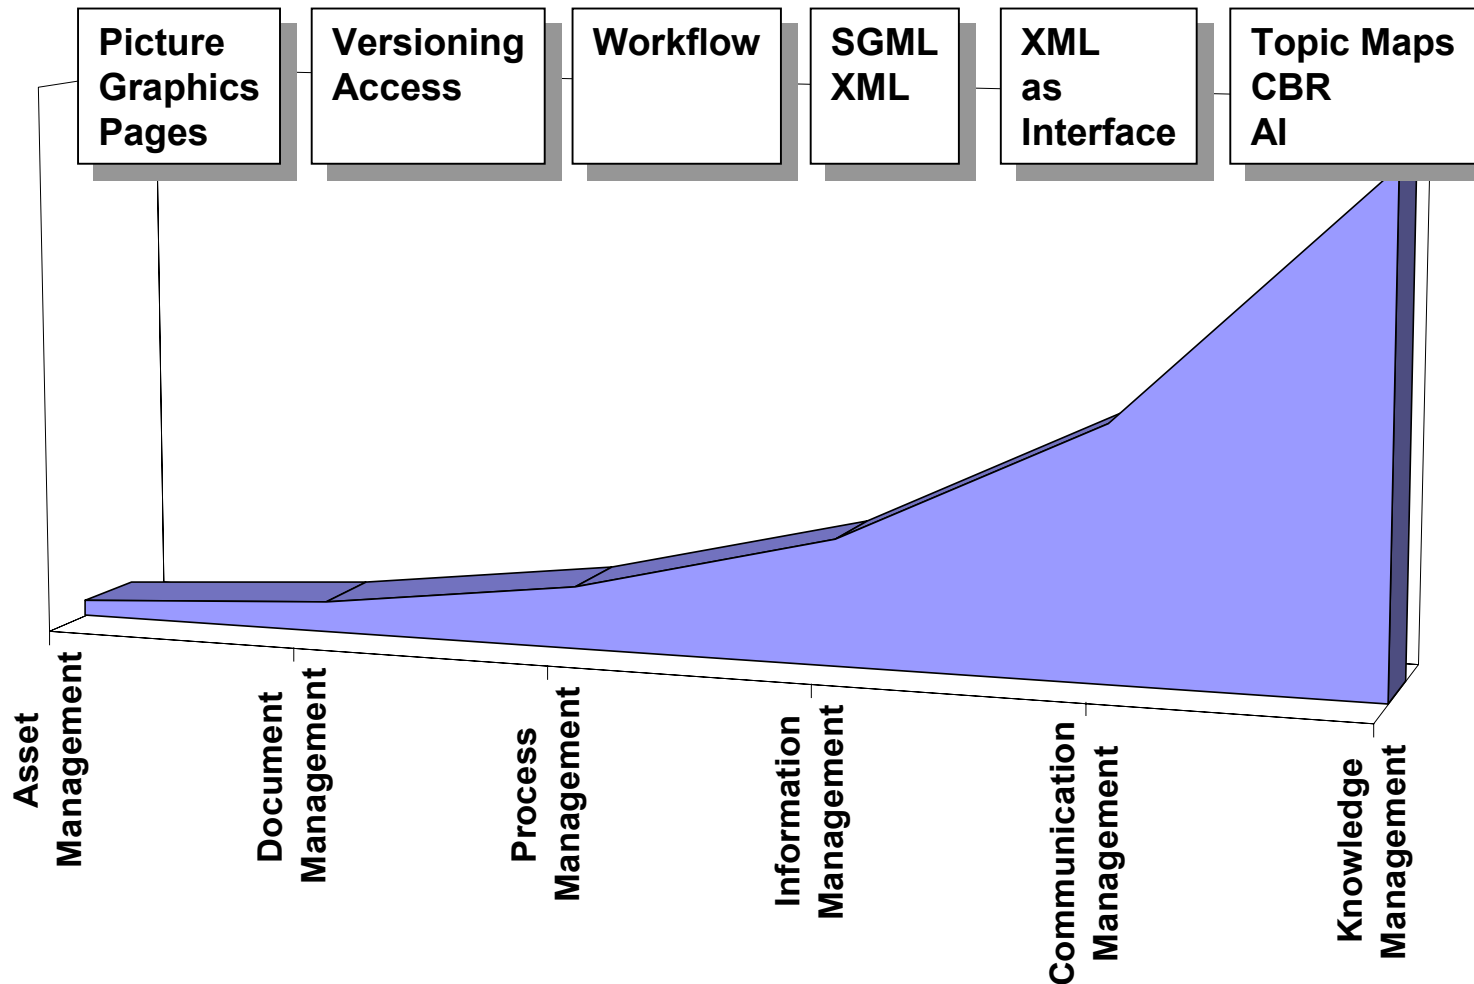 Picture
Graphics
Pages
Versioning
Access
Workflow
SGML
XML
XML
as
Interface
Topic Maps
CBR
AI
Asset
Management
Document
Management
Process
Management
Information
Management
Communication
Management
Knowledge
Management